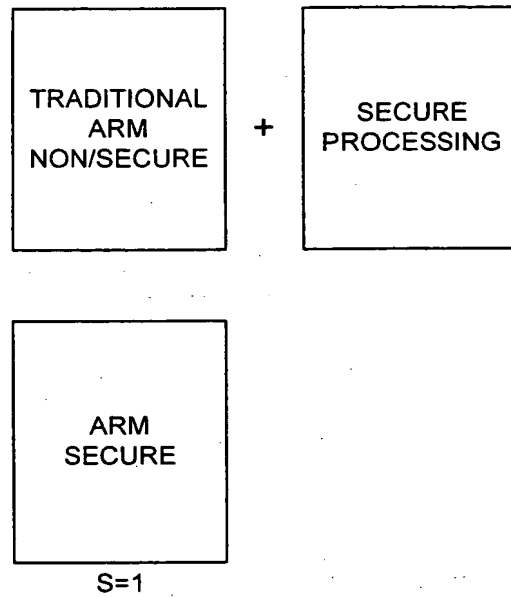 TRADITIONAL
ARM
NON/SECURE
+
SECURE
PROCESSING
ARM
SECURE
S=1